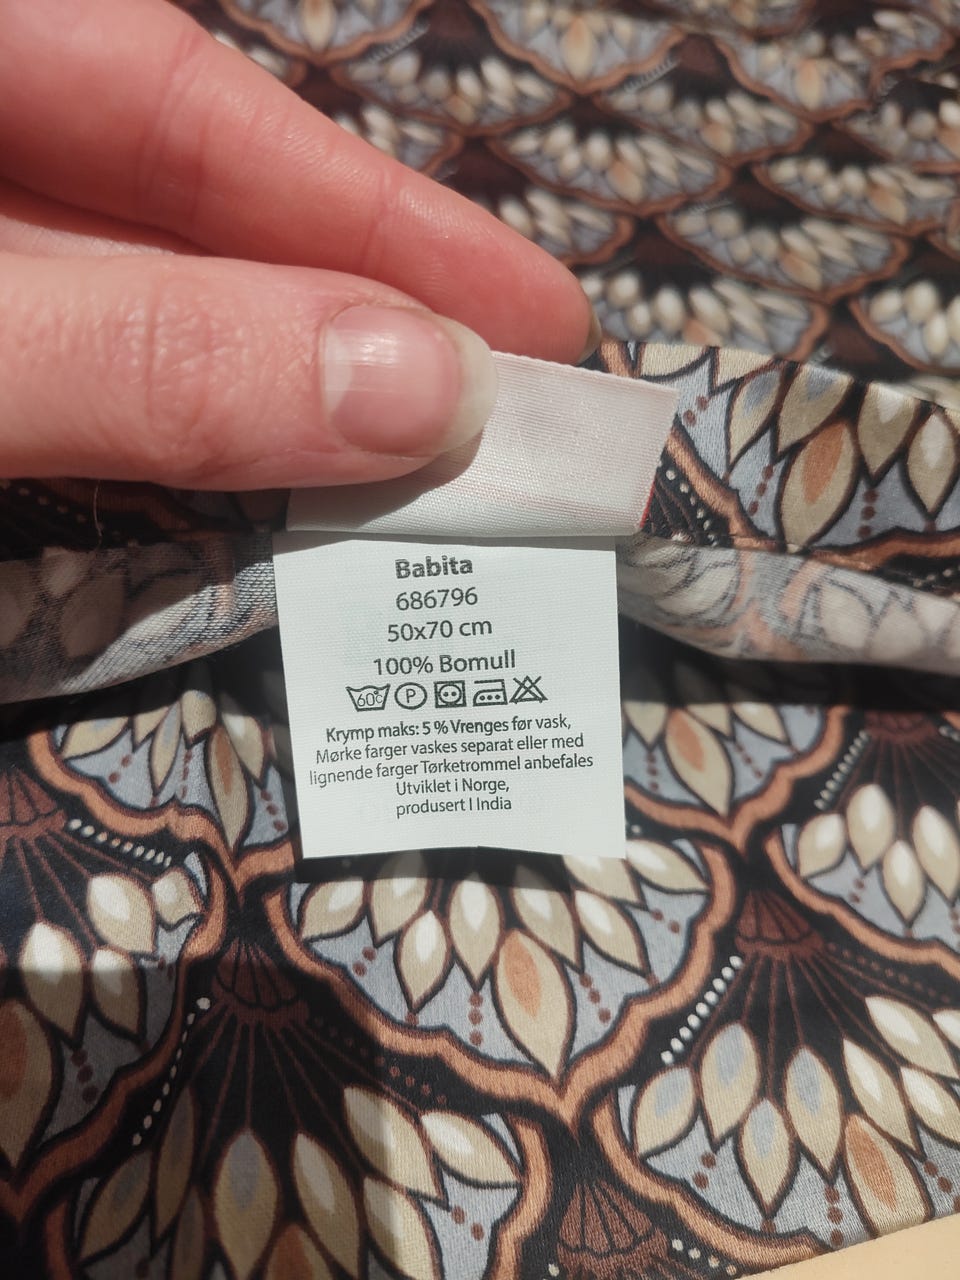 Babita
686796
50x70 cm
100% Bomull
60°C P
Krymp maks: 5 % Vrenges før vask,
Mørke farger vaskes separat eller med
lignende farger Tørketrommel anbefales
Utviklet i Norge,
produsert I India